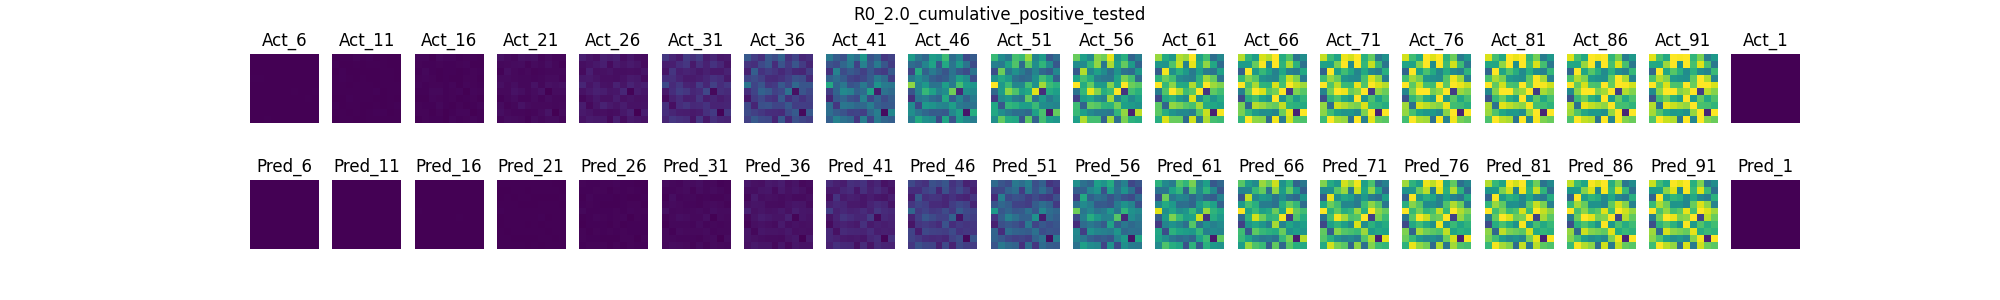 R0_2.0_cumulative_positive_tested
Act_6 Act_11 Act_16 Act_21 Act_26 Act_31 Act_36 Act_41 Act_46 Act_51 Act_56 Act_61 Act_66 Act_71 Act_76 Act_81 Act_86 Act_91 Act_1
Pred_6 Pred_11 Pred_16 Pred_21 Pred_26 Pred_31 Pred_36 Pred_41 Pred_46 Pred_51 Pred_56 Pred_61 Pred_66 Pred_71 Pred_76 Pred_81 Pred_86 Pred_91 Pred_1